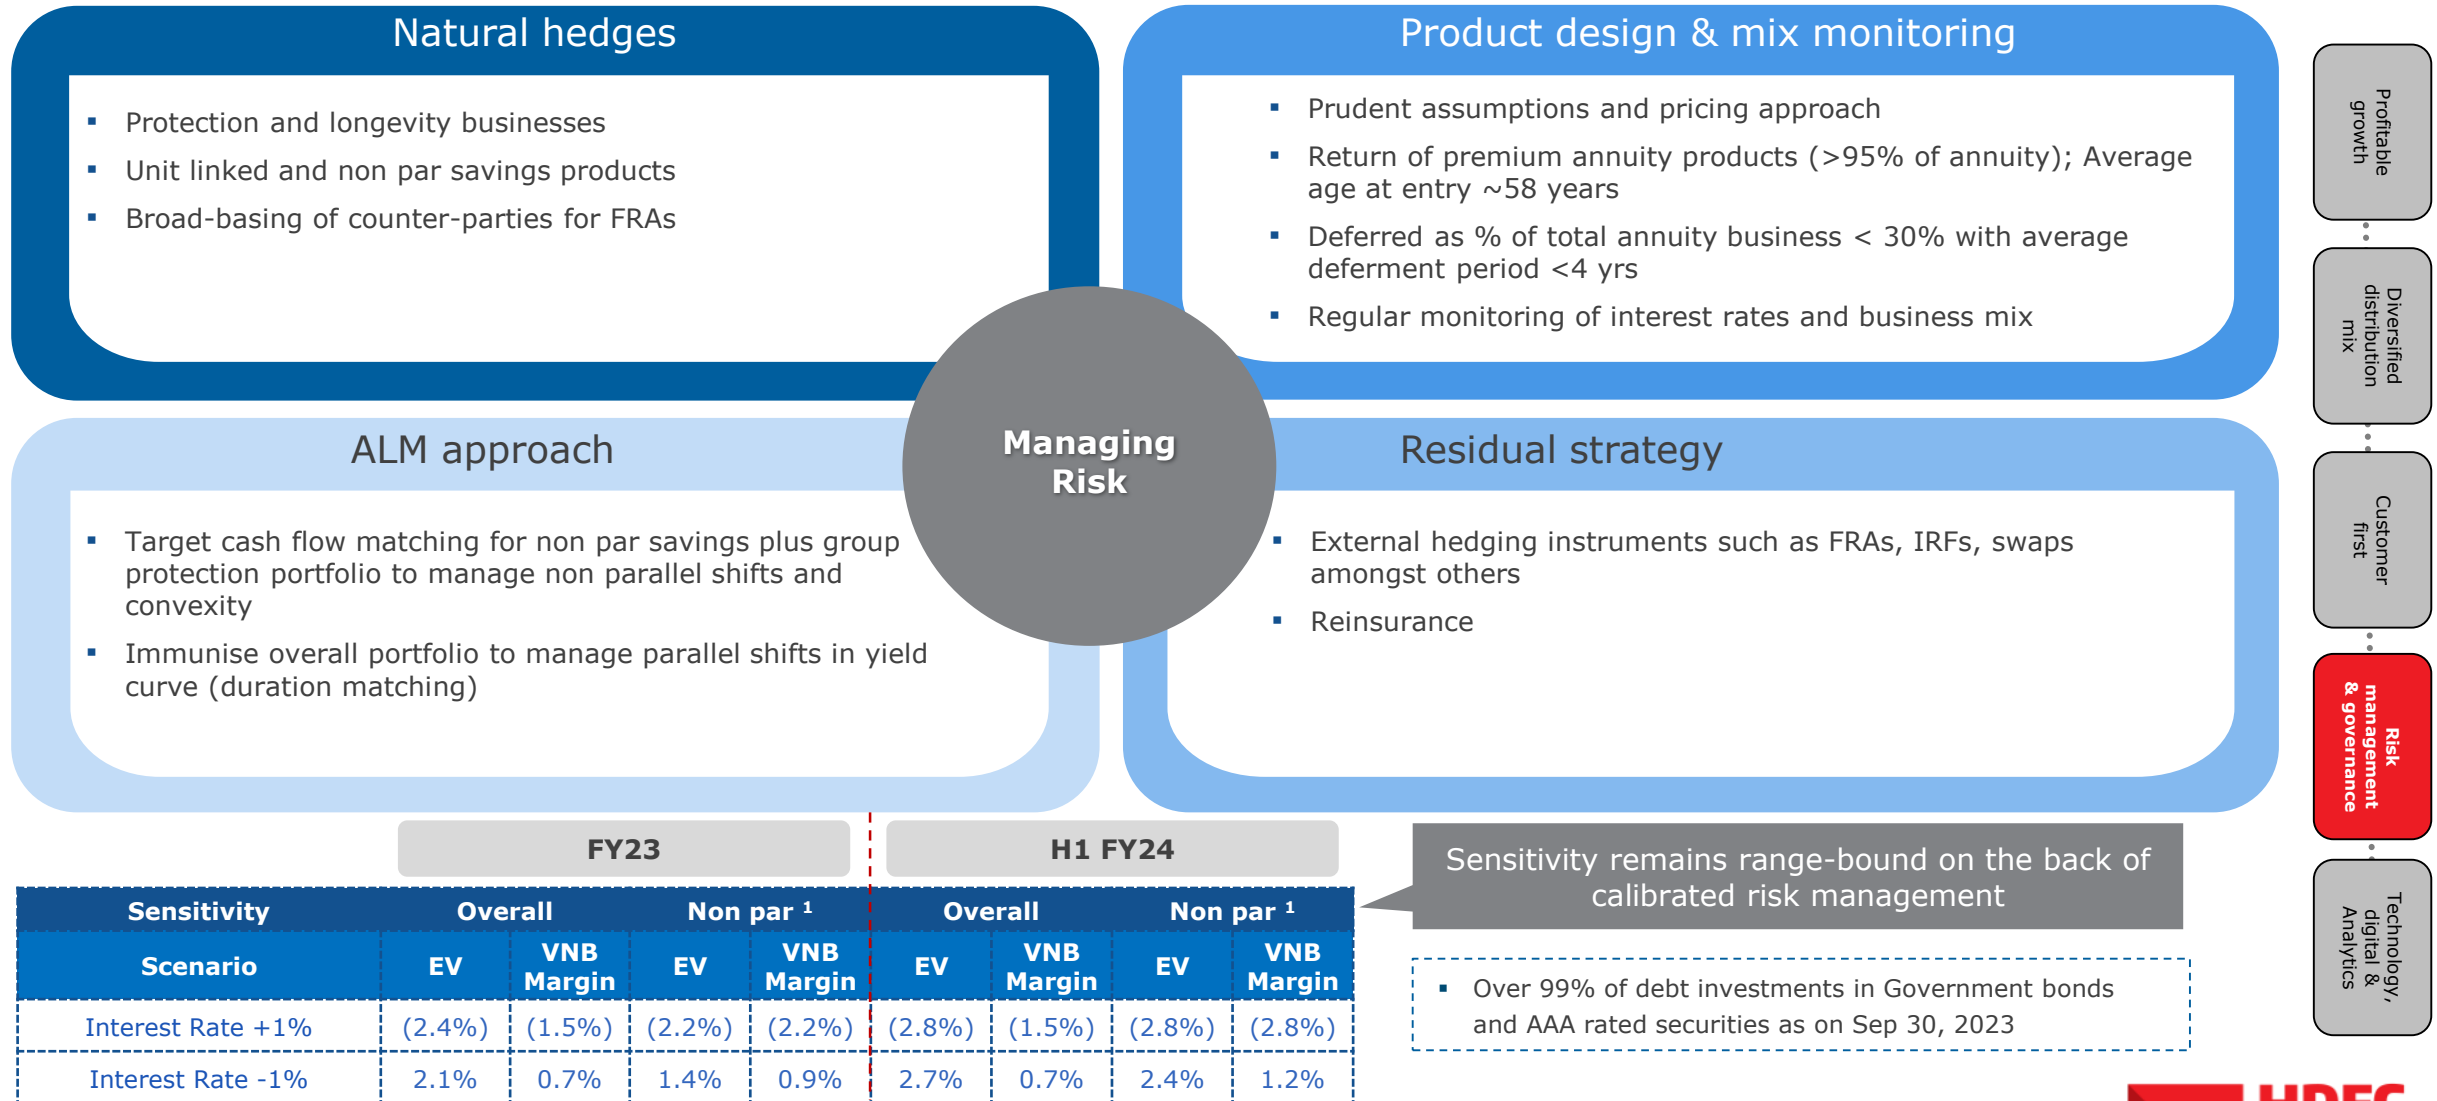 Natural hedges
▪ Protection and longevity businesses
▪ Unit linked and non par savings products
▪ Broad-basing of counter-parties for FRAs
Product design & mix monitoring
▪ Prudent assumptions and pricing approach
▪ Return of premium annuity products (>95% of annuity); Average
age at entry ~58 years
▪ Deferred as % of total annuity business < 30% with average
deferment period <4 yrs
▪ Regular monitoring of interest rates and business mix
Managing
Risk
ALM approach
▪ Target cash flow matching for non par savings plus group
protection portfolio to manage non parallel shifts and
convexity
▪ Immunise overall portfolio to manage parallel shifts in yield
curve (duration matching)
Residual strategy
▪ External hedging instruments such as FRAs, IRFs, swaps
amongst others
▪ Reinsurance
Profitable
growth
Diversified
distribution
mix
Customer
first
Risk
management
& governance
Technology,
digital &
Analytics
FY23 H1 FY24
Sensitivity Overall Non par ¹ Overall Non par ¹
Scenario EV VNB Margin EV VNB Margin EV VNB Margin EV VNB Margin
Interest Rate +1% (2.4%) (1.5%) (2.2%) (2.2%) (2.8%) (1.5%) (2.8%) (2.8%)
Interest Rate -1% 2.1% 0.7% 1.4% 0.9% 2.7% 0.7% 2.4% 1.2%
Sensitivity remains range-bound on the back of
calibrated risk management
▪ Over 99% of debt investments in Government bonds
and AAA rated securities as on Sep 30, 2023
HDFC